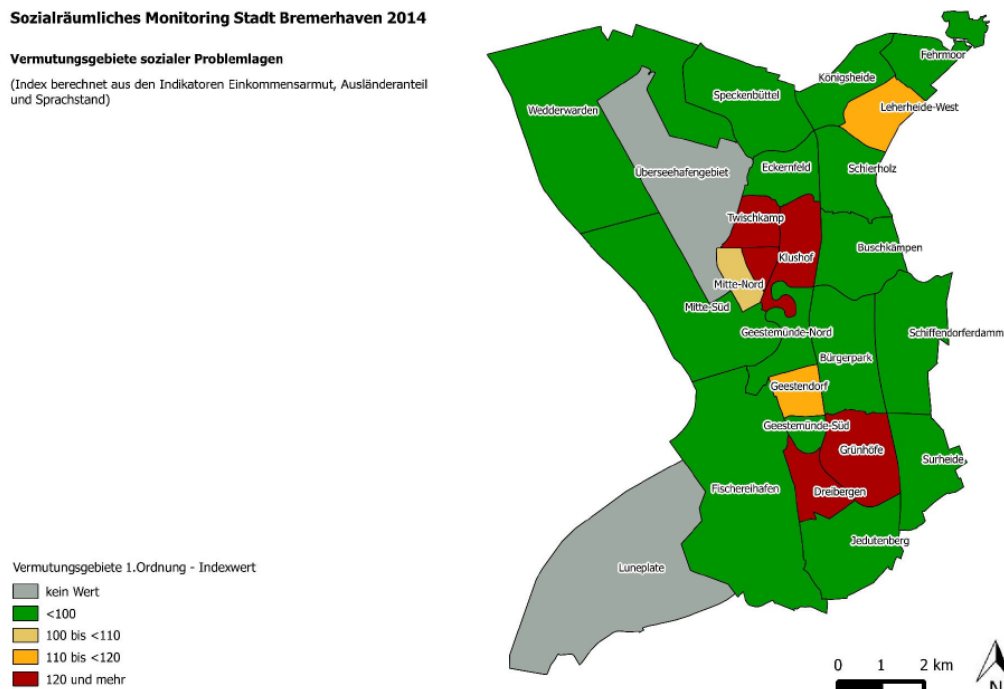 Sozialräumliches Monitoring Stadt Bremerhaven 2014
Vermutungsgebiete sozialer Problemlagen
(Index berechnet aus den Indikatoren Einkommensarmut, Ausländeranteil
und Sprachstand)
Fehrmoor
Königsheide
Speckenbüttel
Leherheide-West
Wedderwarden
Überseehafengebiet
Eckernfeld
Schierholz
Twischkamp
Buschkämpen
Klushof
Mitte-Nord
Mitte-Süd
Geestemünde-Nord
Schiffendorferdamm
Bürgerpark
Geestendorf
Geestemünde-Süd
Grünhöfe
Surheide
Fischereihafen
Dreibergen
Jedutenberg
Luneplate
Vermutungsgebiete 1.Ordnung - Indexwert
kein Wert
<100
100 bis <110
110 bis <120
120 und mehr
0 1 2 km
N